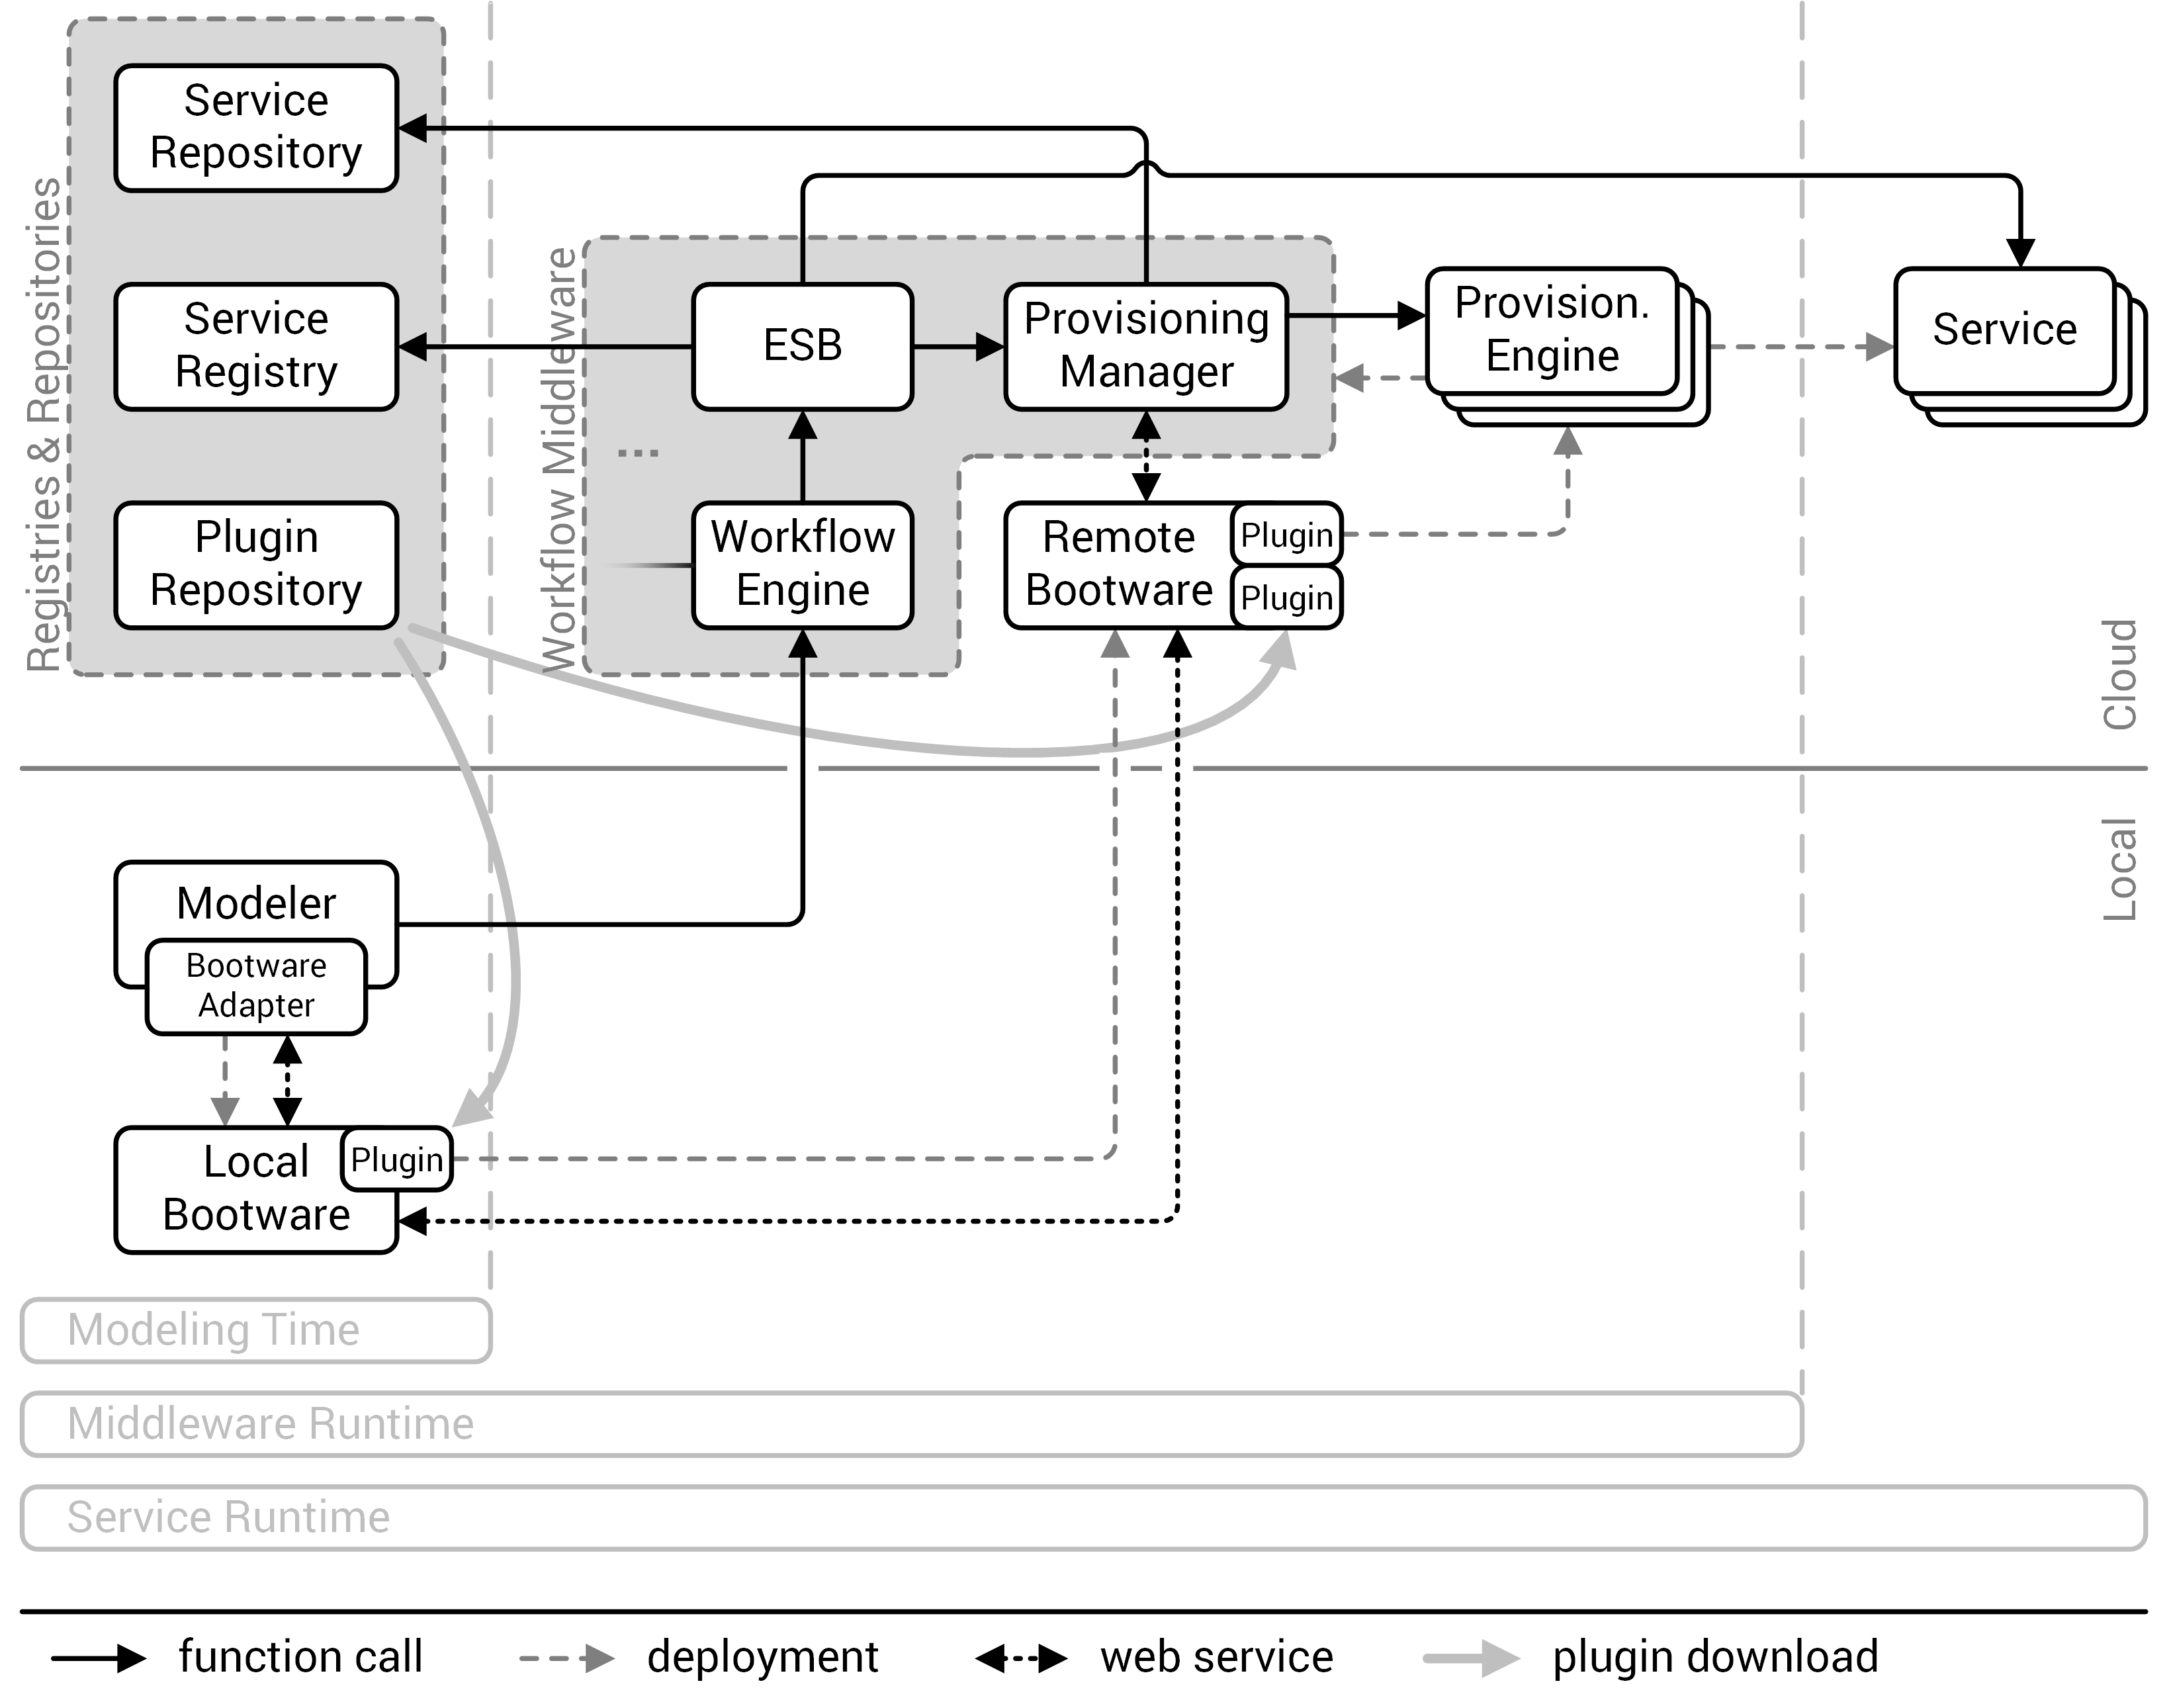 Registries & Repositories
Service
Repository
Service
Registry
Plugin
Repository
Workflow Middleware
ESB
Provisioning
Manager
...
Workflow
Engine
Remote
Bootware
Plugin
Plugin
Provision.
Engine
Service
Cloud
Local
Modeler
Bootware
Adapter
Local
Bootware
Plugin
Modeling Time
Middleware Runtime
Service Runtime
function call
deployment
web service
plugin download